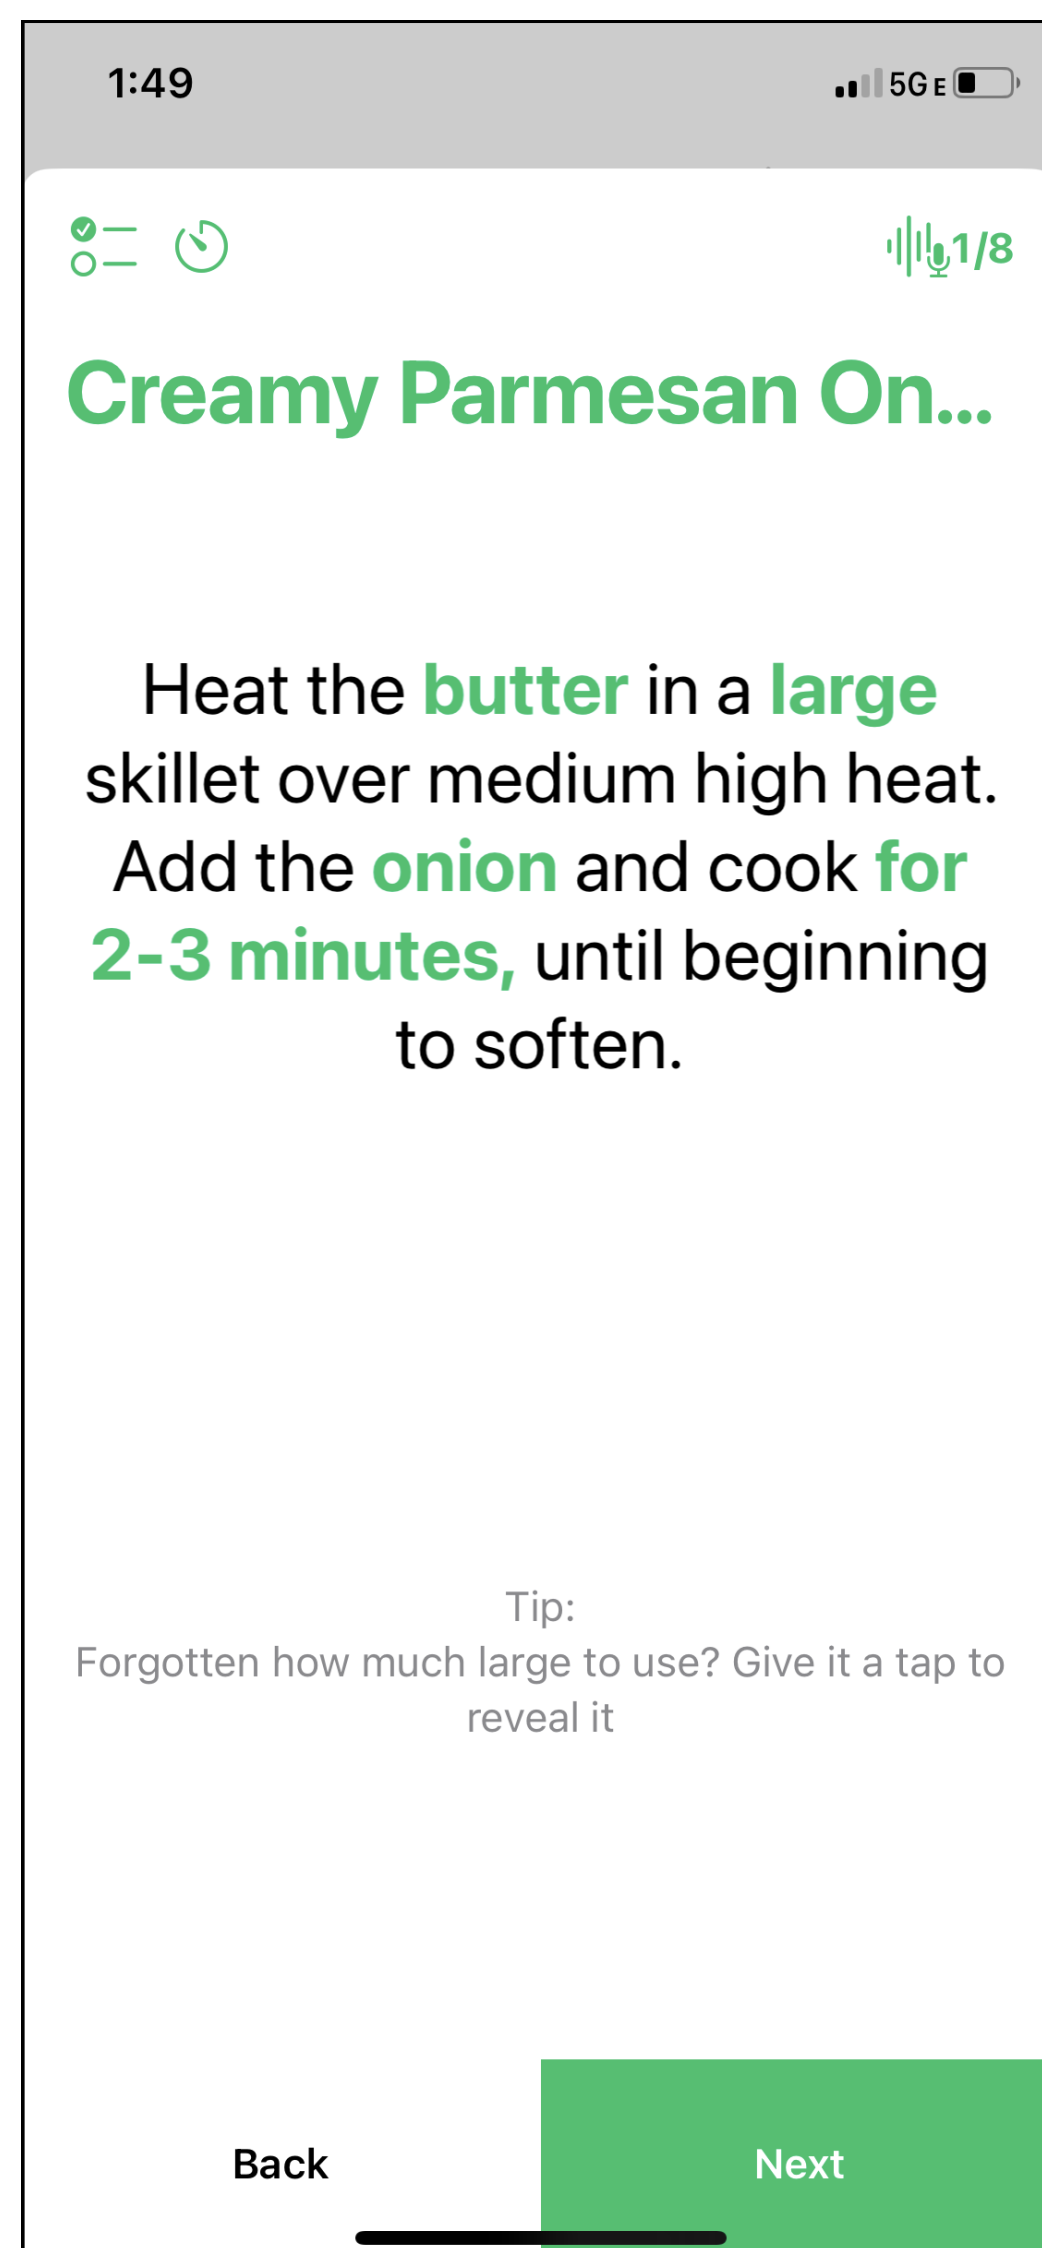 1:49
5G E
1/8
Creamy Parmesan On...
Heat the butter in a large
skillet over medium high heat.
Add the onion and cook for
2-3 minutes, until beginning
to soften.
Tip:
Forgotten how much large to use? Give it a tap to
reveal it
Back
Next